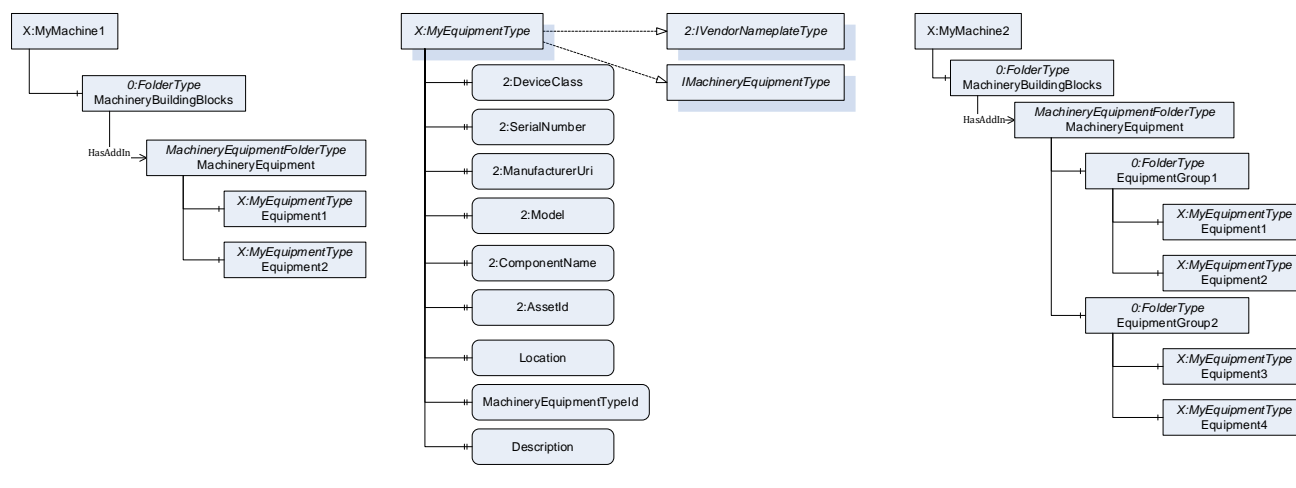 X:MyMachine1
0:FolderType
MachineryBuildingBlocks
HasAddIn
MachineryEquipmentFolderType
MachineryEquipment
X:MyEquipmentType
Equipment1
X:MyEquipmentType
Equipment2
X:MyEquipmentType
2:IVendorNameplateType
IMachineryEquipmentType
2:DeviceClass
2:SerialNumber
2:ManufacturerUri
2:Model
2:ComponentName
2:AssetId
Location
MachineryEquipmentTypeId
Description
X:MyMachine2
0:FolderType
MachineryBuildingBlocks
HasAddIn
MachineryEquipmentFolderType
MachineryEquipment
0:FolderType
EquipmentGroup1
X:MyEquipmentType
Equipment1
X:MyEquipmentType
Equipment2
0:FolderType
EquipmentGroup2
X:MyEquipmentType
Equipment3
X:MyEquipmentType
Equipment4